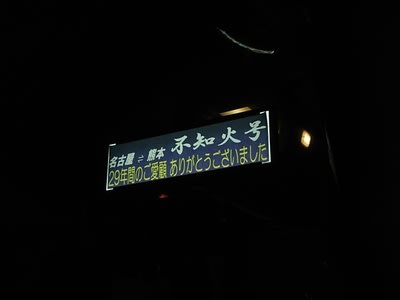 名古屋 ⇌ 熊本 不知火号
29年間のご愛顧 ありがとうございました